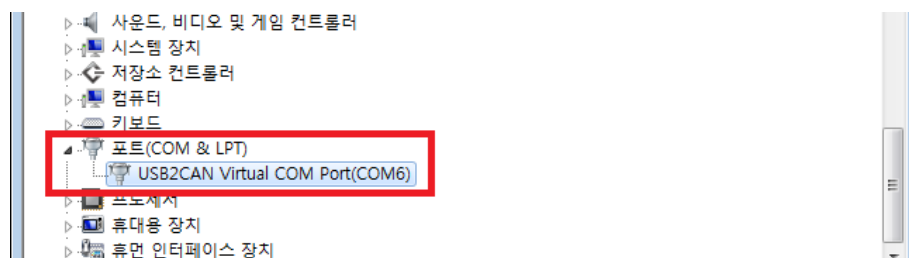 사운드, 비디오 및 게임 컨트롤러
시스템 장치
저장소 컨트롤러
컴퓨터
키보드
포트(COM & LPT)
USB2CAN Virtual COM Port(COM6)
프로세서
휴대용 장치
휴먼 인터페이스 장치